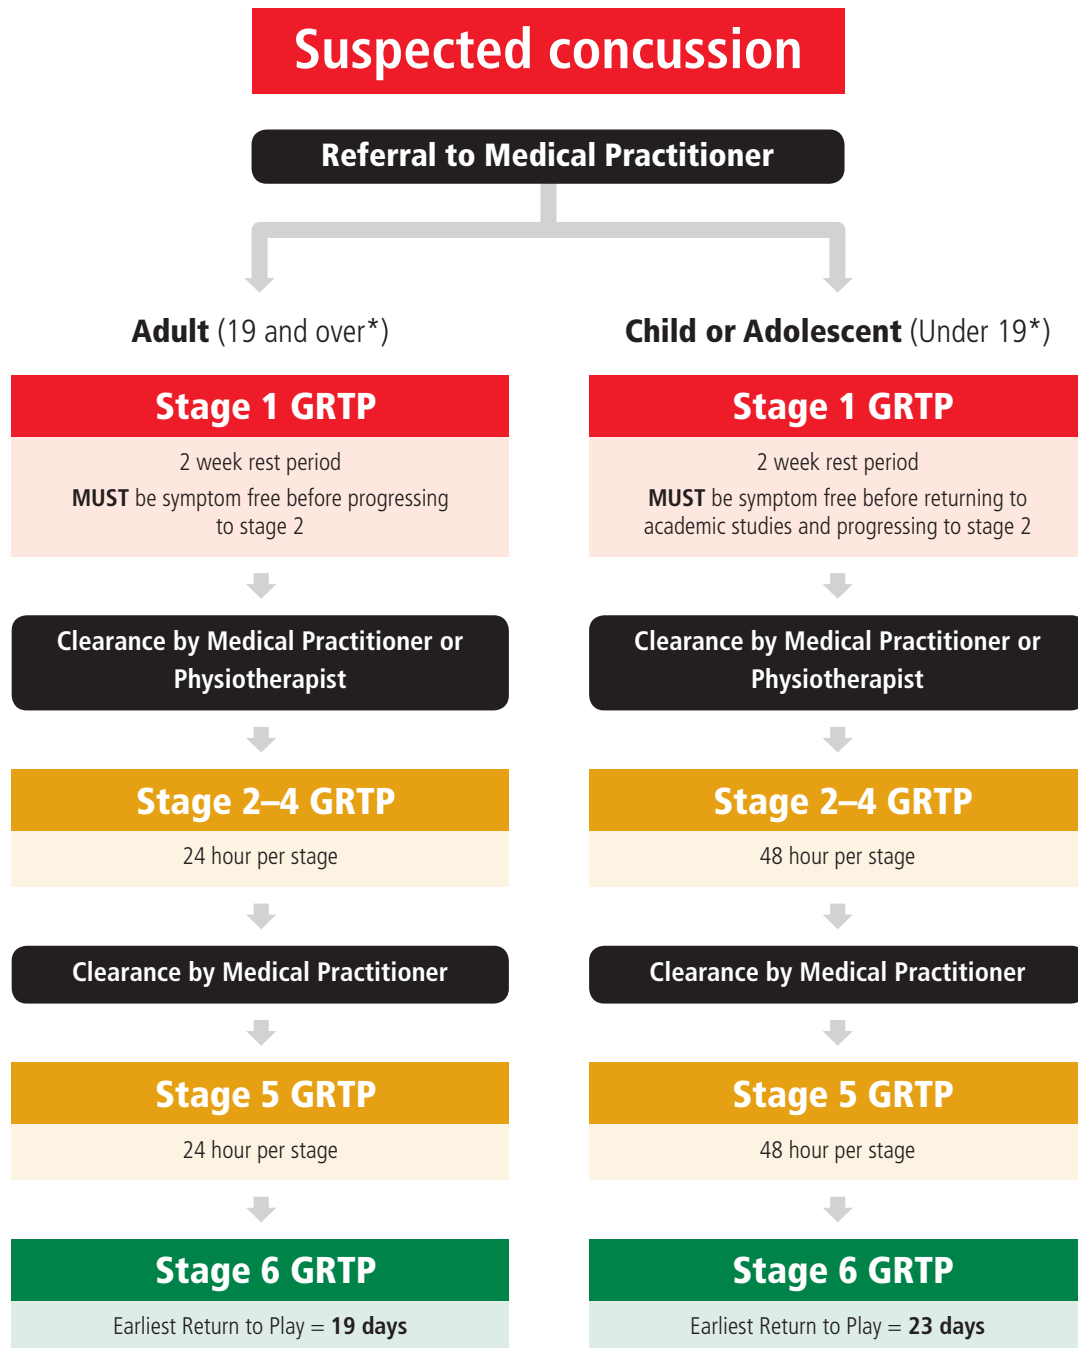 Suspected concussion
Referral to Medical Practitioner
Adult (19 and over*)
Stage 1 GRTP
2 week rest period
MUST be symptom free before progressing
to stage 2
Clearance by Medical Practitioner or
Physiotherapist
Stage 2–4 GRTP
24 hour per stage
Clearance by Medical Practitioner
Stage 5 GRTP
24 hour per stage
Stage 6 GRTP
Earliest Return to Play = 19 days
Child or Adolescent (Under 19*)
Stage 1 GRTP
2 week rest period
MUST be symptom free before returning to
academic studies and progressing to stage 2
Clearance by Medical Practitioner or
Physiotherapist
Stage 2–4 GRTP
48 hour per stage
Clearance by Medical Practitioner
Stage 5 GRTP
48 hour per stage
Stage 6 GRTP
Earliest Return to Play = 23 days